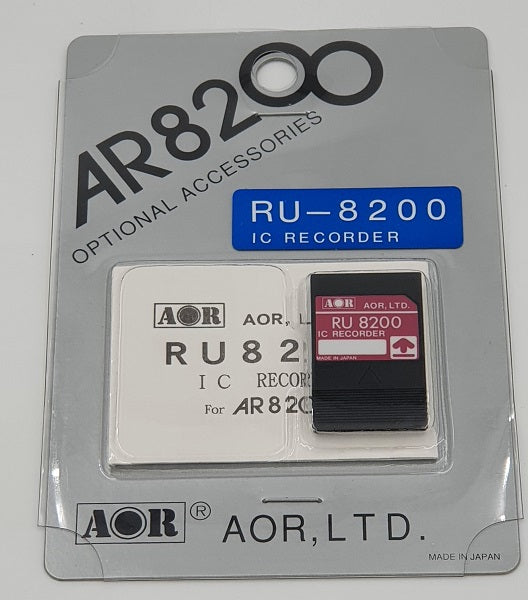 AR8200
OPTIONAL ACCESSORIES
RU-8200
IC RECORDER
AOR AOR, L
RU82
IC RECOR
For AR820
AOR AOR, LTD.
RU 8200
IC RECORDER
MADE IN JAPAN
AOR® AOR,LTD.
MADE IN JAPAN